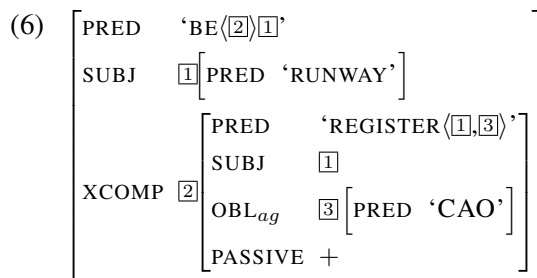 (6) PRED ‘BE⟨2⟩1’
SUBJ 1[PRED ‘RUNWAY’]
PRED ‘REGISTER⟨1,3⟩’
SUBJ 1
XCOMP 2
OBLag 3[PRED ‘CAO’]
PASSIVE +